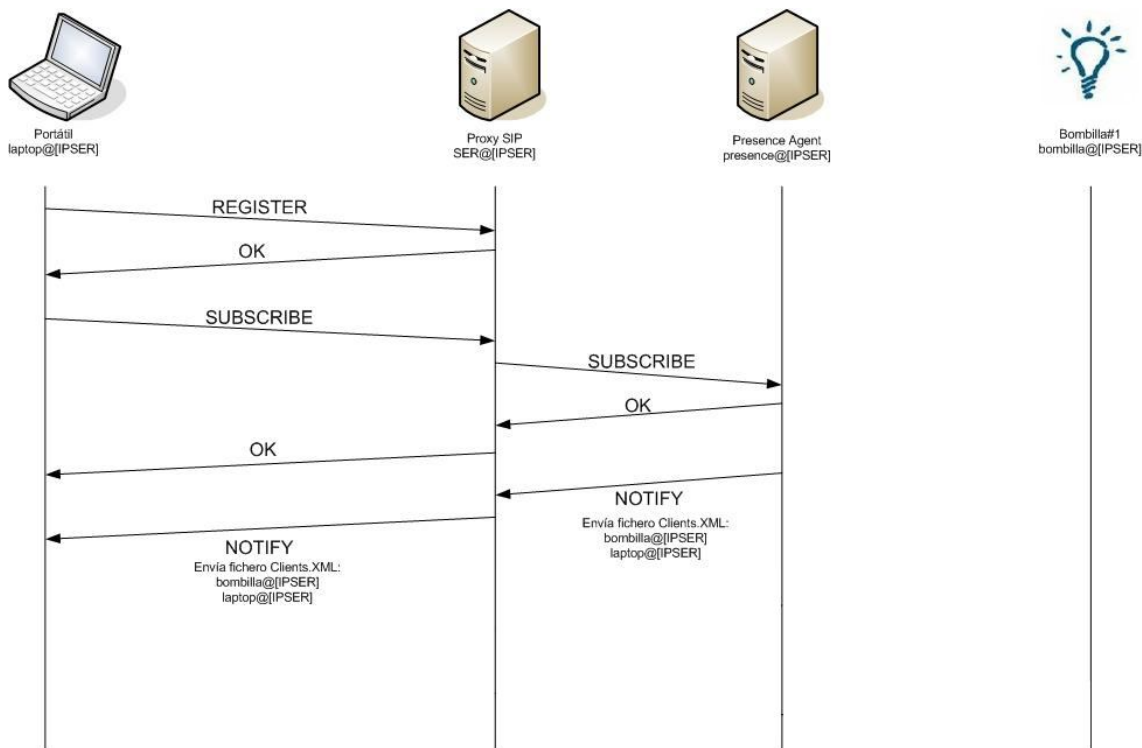 Portátil
laptop@[IPSER]
Proxy SIP
SER@[IPSER]
Presence Agent
presence@[IPSER]
Bombilla#1
bombilla@[IPSER]
REGISTER
OK
SUBSCRIBE
SUBSCRIBE
OK
OK
NOTIFY
Envía fichero Clients.XML:
bombilla@[IPSER]
laptop@[IPSER]
NOTIFY
Envía fichero Clients.XML:
bombilla@[IPSER]
laptop@[IPSER]